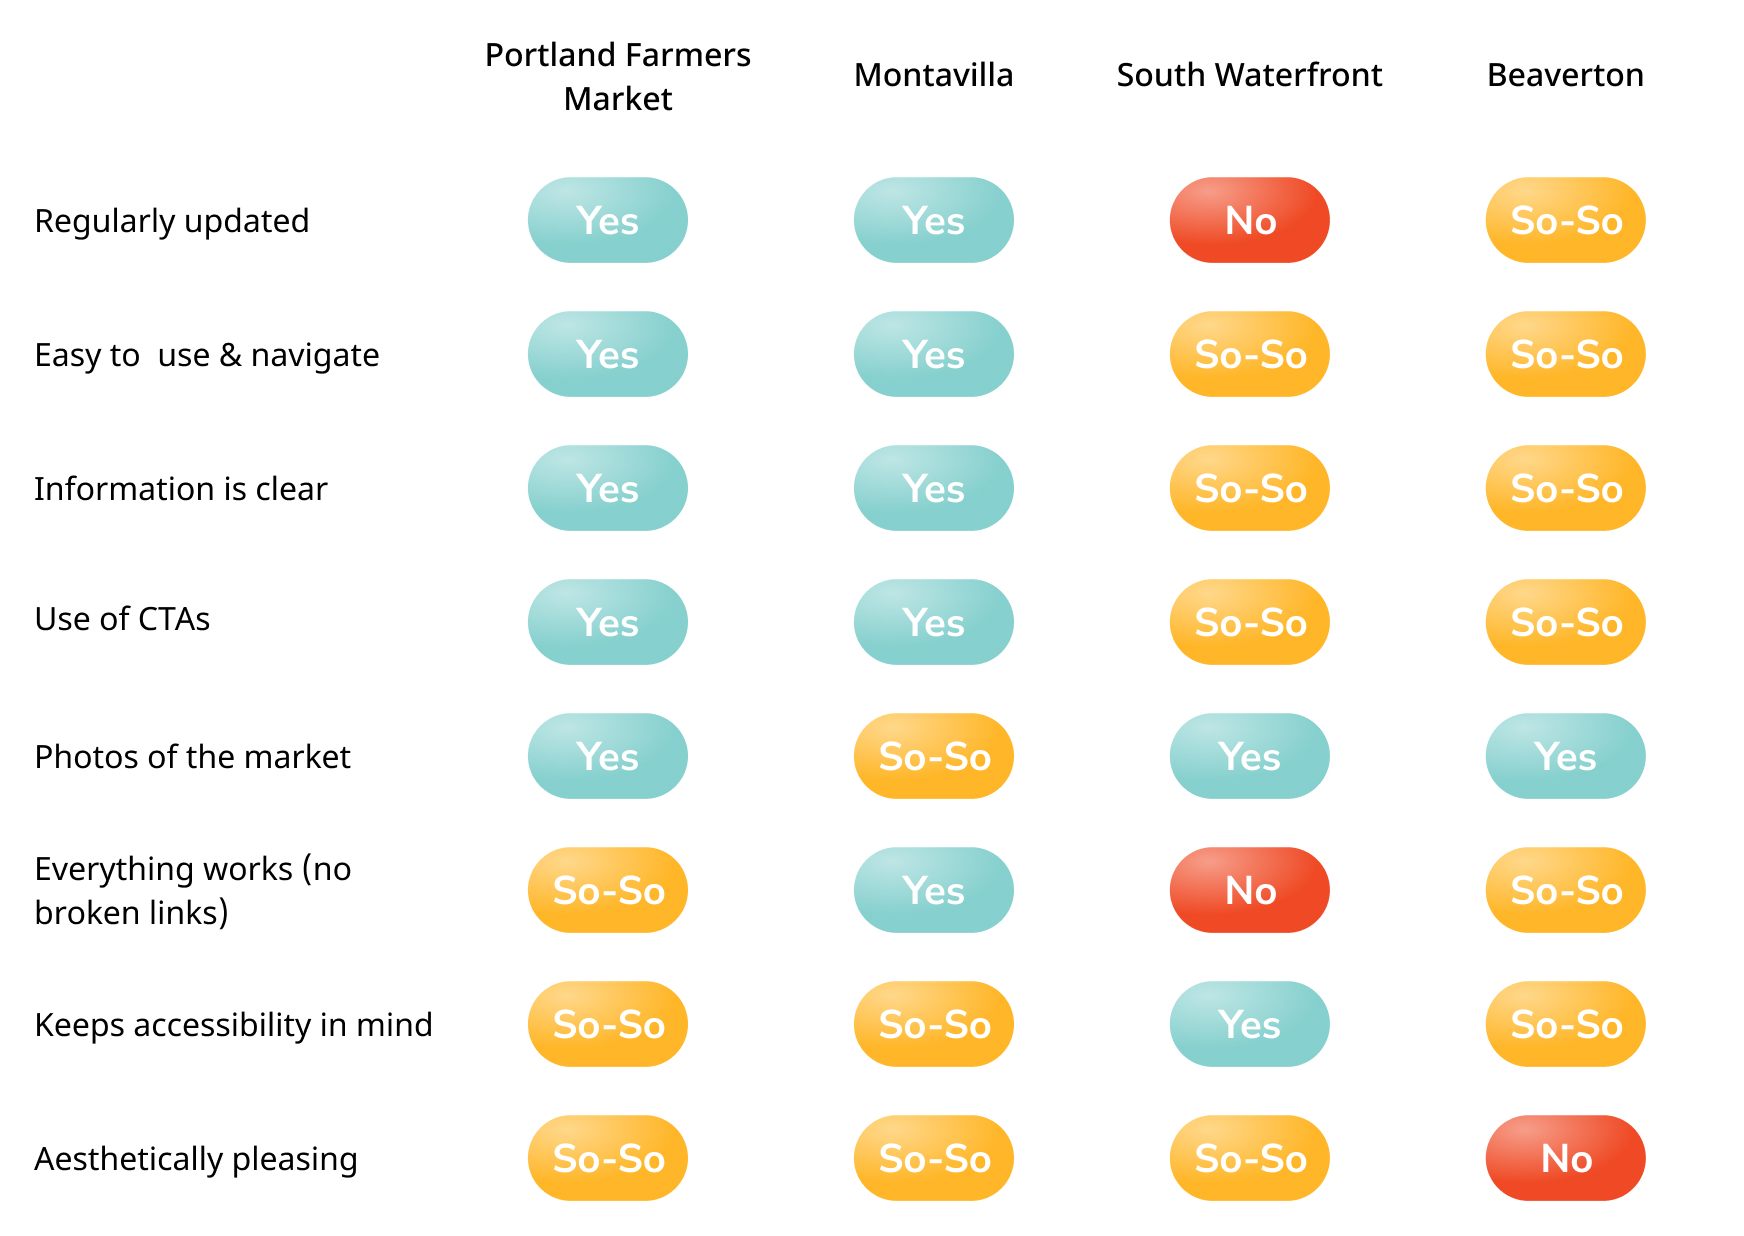 Portland Farmers
Market
Montavilla
South Waterfront
Beaverton
Regularly updated
Yes
Yes
No
So-So
Easy to  use & navigate
Yes
Yes
So-So
So-So
Information is clear
Yes
Yes
So-So
So-So
Use of CTAs
Yes
Yes
So-So
So-So
Photos of the market
Yes
So-So
Yes
Yes
Everything works (no
broken links)
So-So
Yes
No
So-So
Keeps accessibility in mind
So-So
So-So
Yes
So-So
Aesthetically pleasing
So-So
So-So
So-So
No